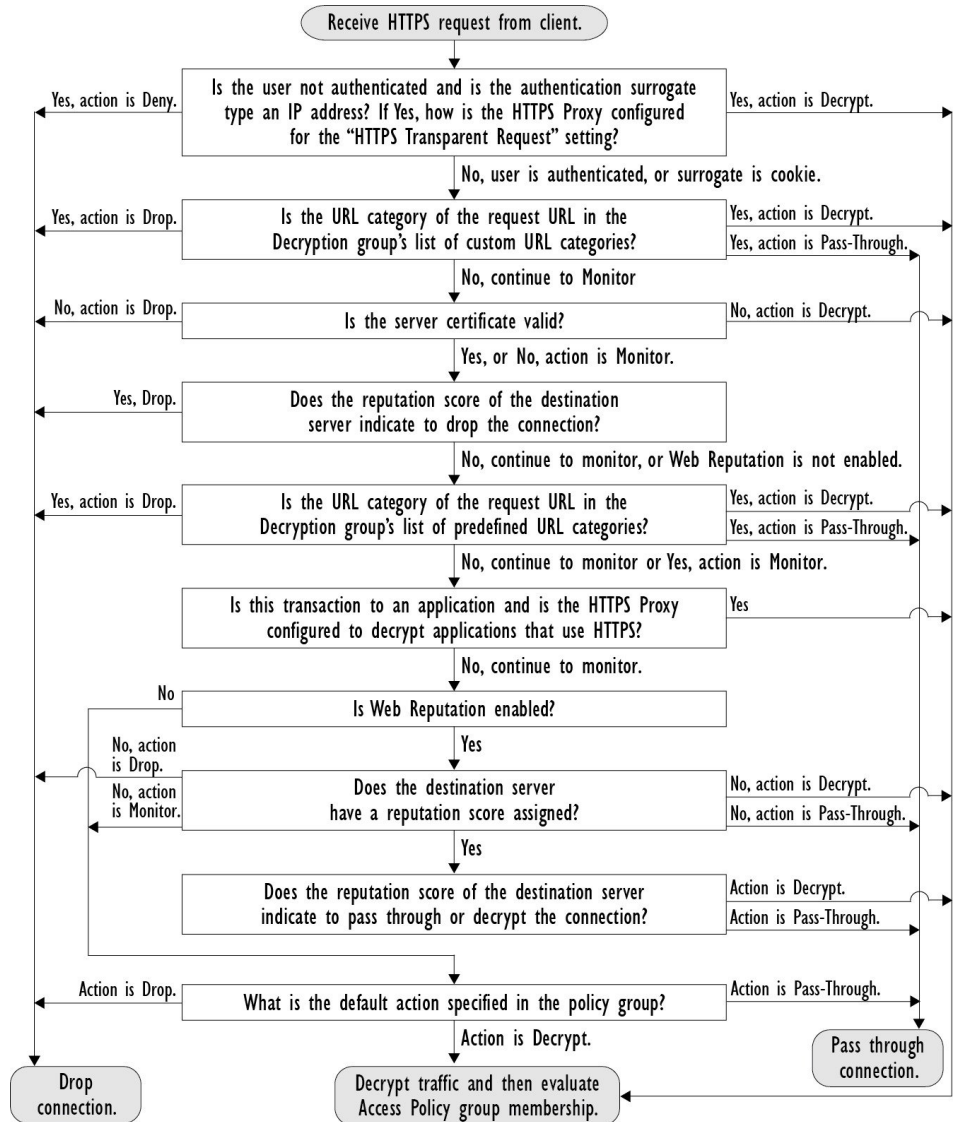 Receive HTTPS request from client.
Yes, action is Deny.
Is the user not authenticated and is the authentication surrogate
type an IP address? If Yes, how is the HTTPS Proxy configured
for the “HTTPS Transparent Request” setting?
Yes, action is Decrypt.
No, user is authenticated, or surrogate is cookie.
Yes, action is Drop.
Is the URL category of the request URL in the
Decryption group’s list of custom URL categories?
Yes, action is Decrypt.
Yes, action is Pass-Through.
No, continue to Monitor
No, action is Drop.
Is the server certificate valid?
No, action is Decrypt.
Yes, or No, action is Monitor.
Yes, Drop.
Does the reputation score of the destination
server indicate to drop the connection?
No, continue to monitor, or Web Reputation is not enabled.
Yes, action is Drop.
Is the URL category of the request URL in the
Decryption group’s list of predefined URL categories?
Yes, action is Decrypt.
Yes, action is Pass-Through.
No, continue to monitor or Yes, action is Monitor.
Is this transaction to an application and is the HTTPS Proxy
configured to decrypt applications that use HTTPS?
Yes
No, continue to monitor.
No
Is Web Reputation enabled?
Yes
No, action
is Drop.
No, action
is Monitor.
Does the destination server
have a reputation score assigned?
No, action is Decrypt.
No, action is Pass-Through.
Yes
Does the reputation score of the destination server
indicate to pass through or decrypt the connection?
Action is Decrypt.
Action is Pass-Through.
Action is Drop.
What is the default action specified in the policy group?
Action is Pass-Through.
Action is Decrypt.
Drop
connection.
Decrypt traffic and then evaluate
Access Policy group membership.
Pass through
connection.